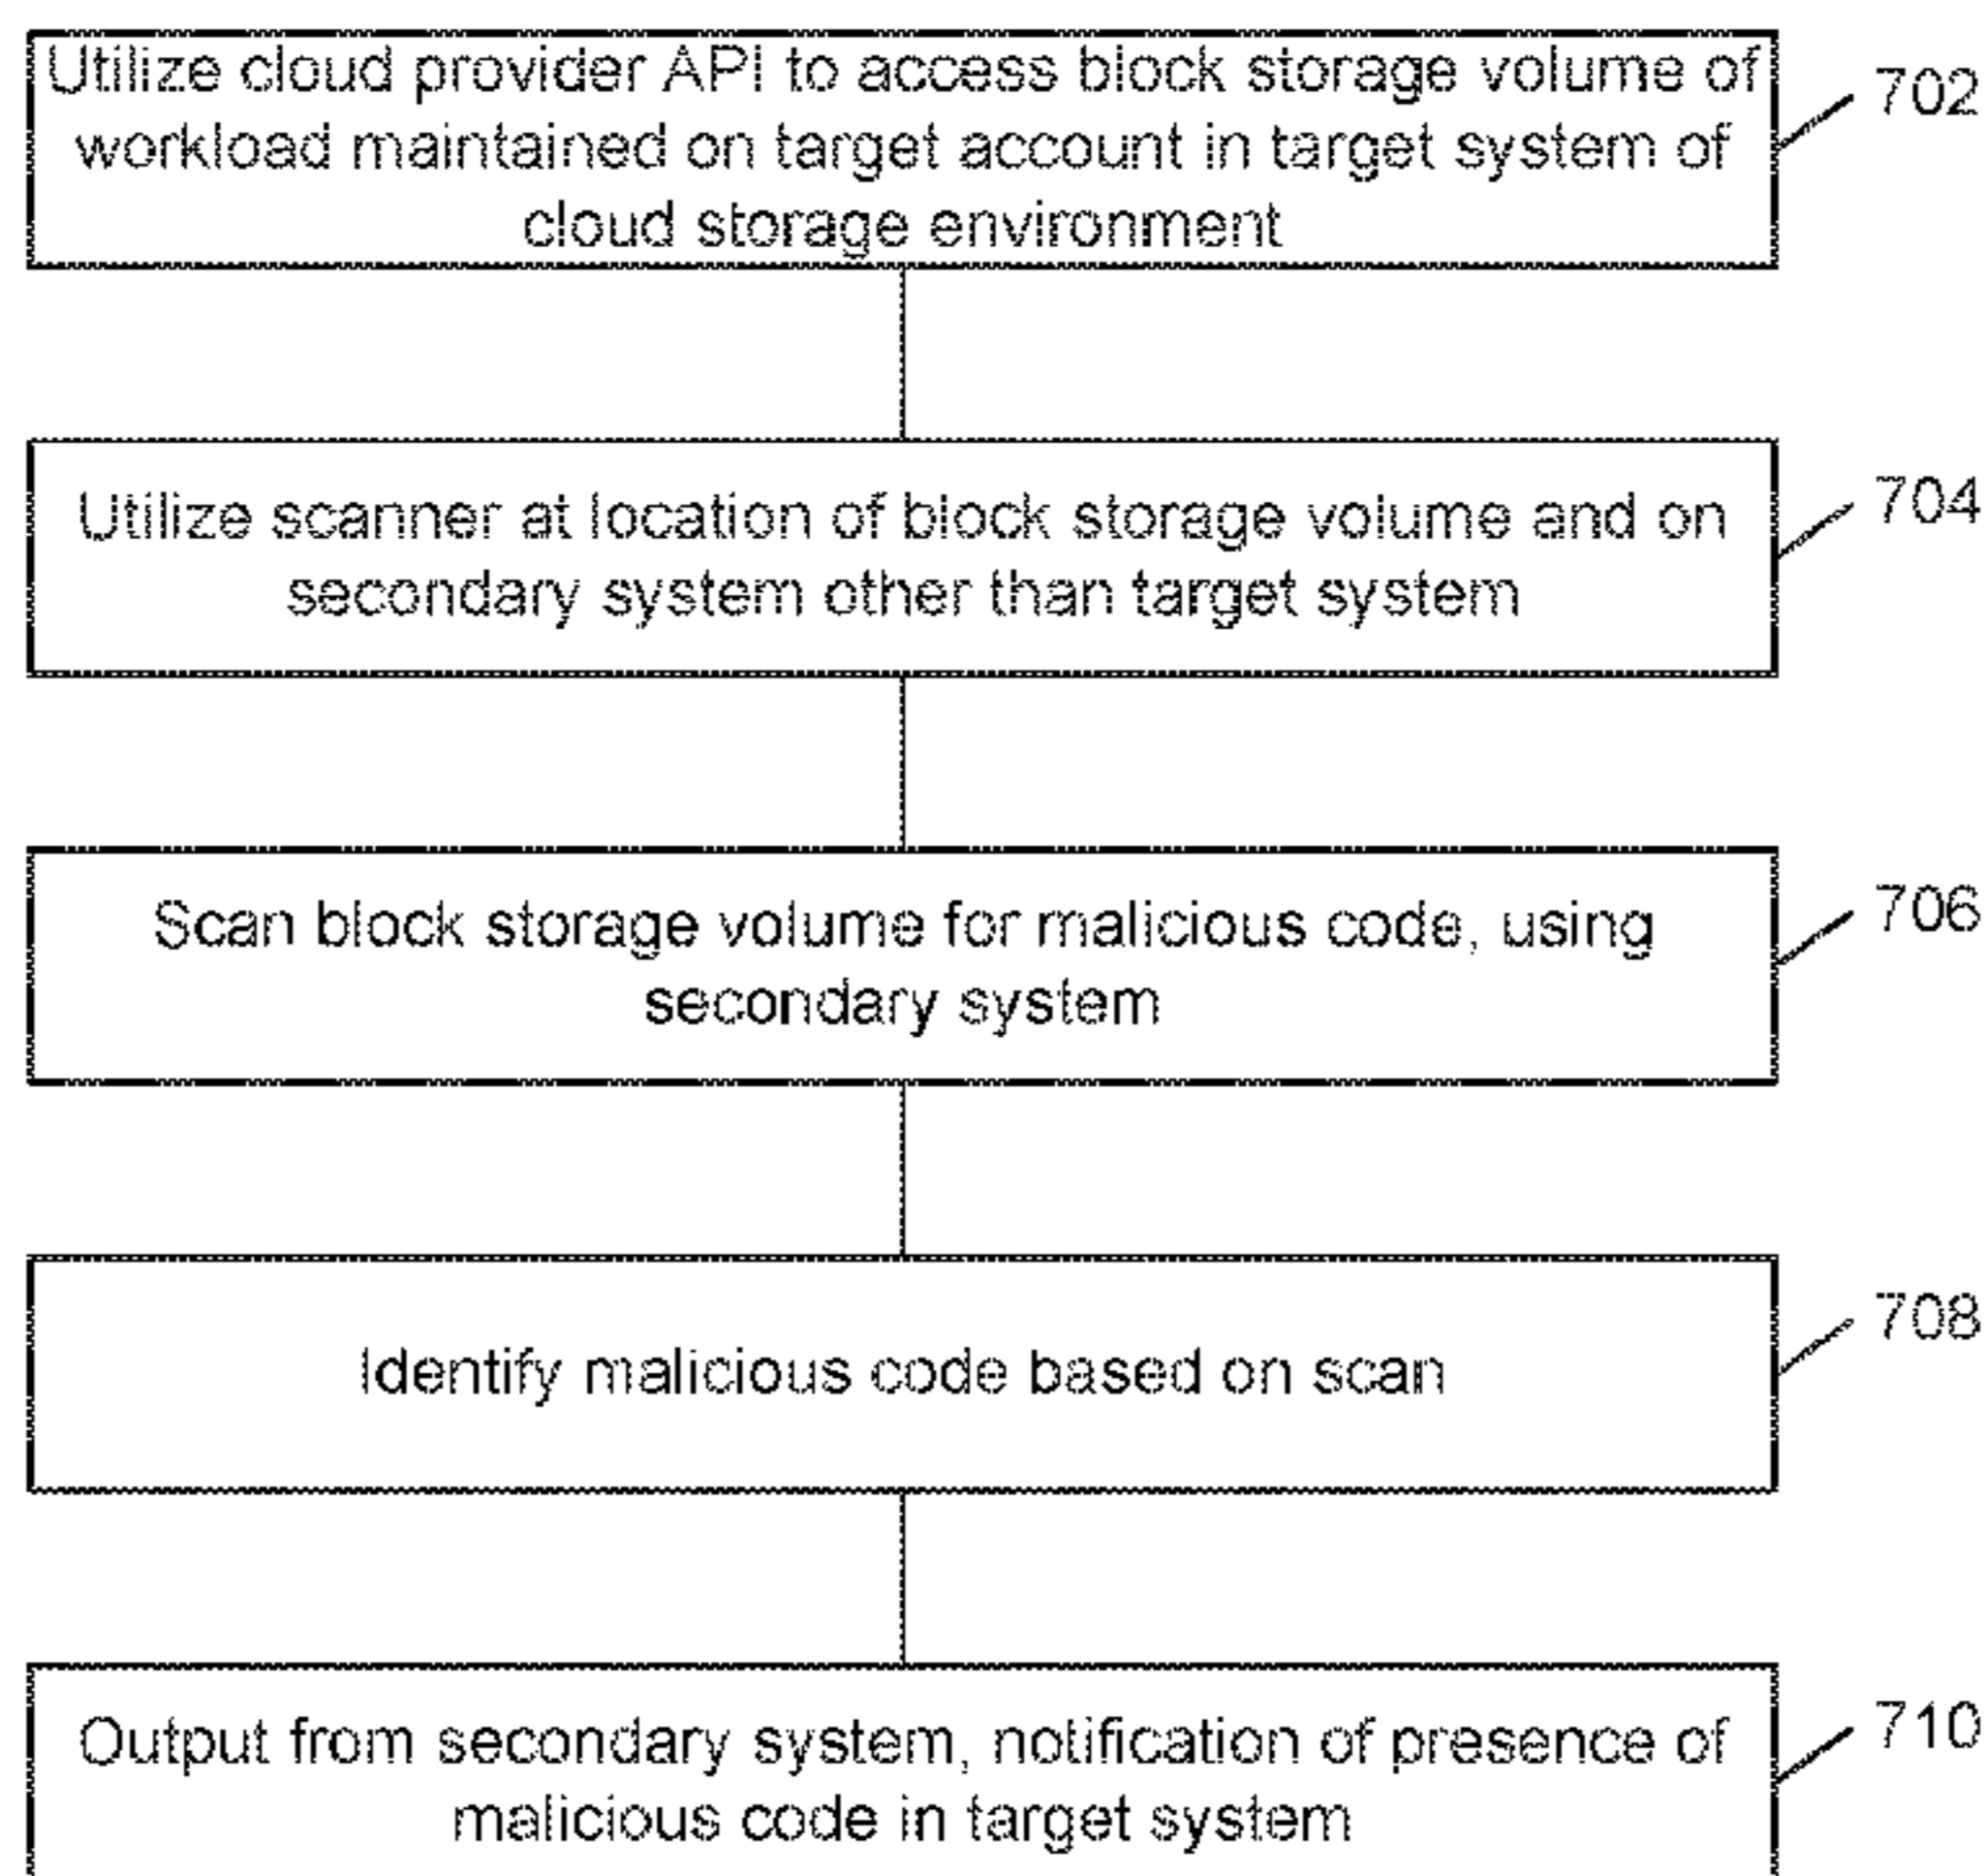 Utilize cloud provider API to access block storage volume of
workload maintained on target account in target system of
cloud storage environment
702
Utilize scanner at location of block storage volume and on
secondary system other than target system
704
Scan block storage volume for malicious code, using
secondary system
706
Identify malicious code based on scan
708
Output from secondary system, notification of presence of
malicious code in target system
710